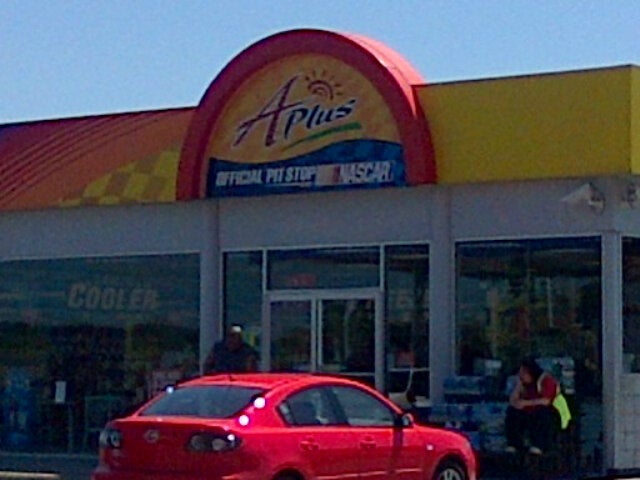 APlus
OFFICIAL PIT STOP NASCAR
COOLER